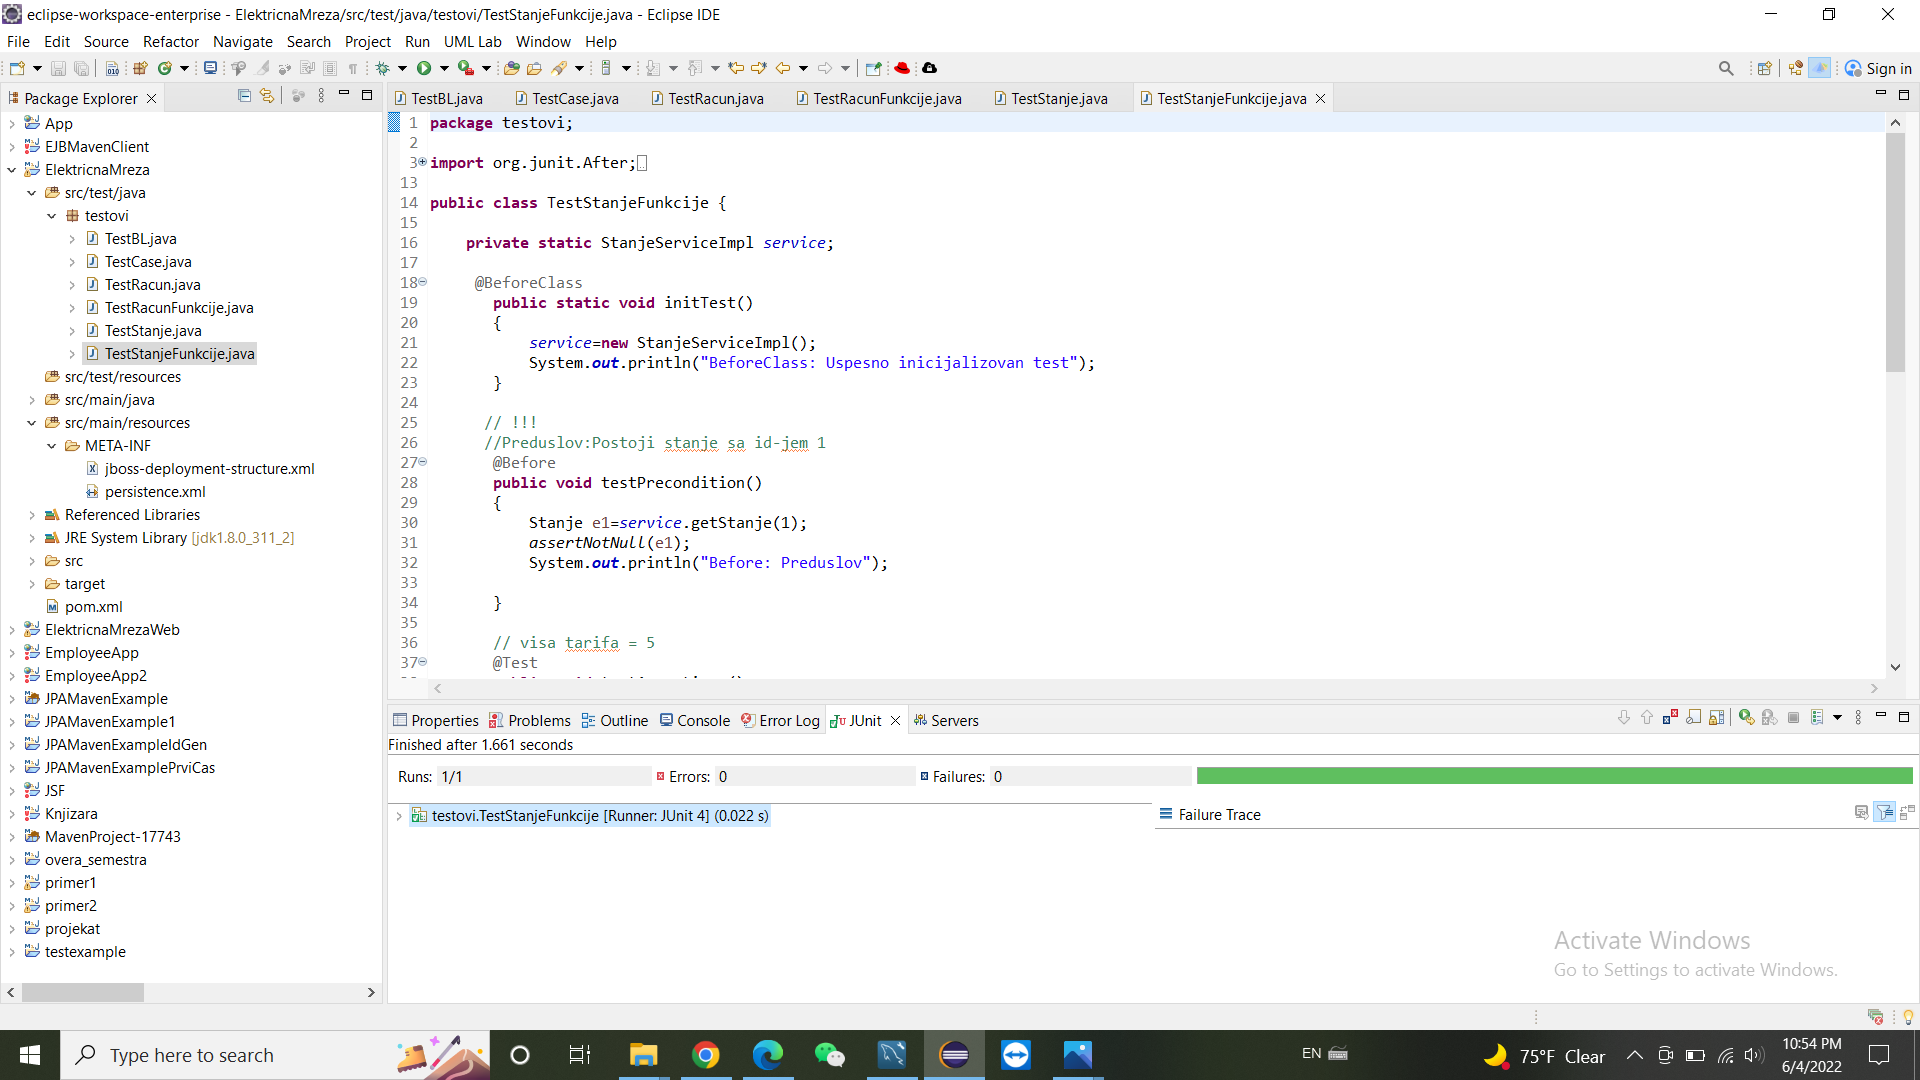 eclipse-workspace-enterprise - ElektricnaMreza/src/test/java/testovi/TestStanjeFunkcije.java - Eclipse IDE
File Edit Source Refactor Navigate Search Project Run UML Lab Window Help
Sign in
Package Explorer
TestBL.java TestCase.java TestRacun.java TestRacunFunkcije.java TestStanje.java TestStanjeFunkcije.java
App
EJBMavenClient
ElektricnaMreza
src/test/java
testovi
TestBL.java
TestCase.java
TestRacun.java
TestRacunFunkcije.java
TestStanje.java
TestStanjeFunkcije.java
src/test/resources
src/main/java
src/main/resources
META-INF
jboss-deployment-structure.xml
persistence.xml
Referenced Libraries
JRE System Library [jdk1.8.0_311_2]
src
target
pom.xml
ElektricnaMrezaWeb
EmployeeApp
EmployeeApp2
JPAMavenExample
JPAMavenExample1
JPAMavenExampleIdGen
JPAMavenExamplePrviCas
JSF
Knjizara
MavenProject-17743
overa_semestra
primer1
primer2
projekat
testexample
1 package testovi;
2
3 import org.junit.After;
13
14 public class TestStanjeFunkcije {
15
16 private static StanjeServiceImpl service;
17
18 @BeforeClass
19 public static void initTest()
20 {
21 service=new StanjeServiceImpl();
22 System.out.println("BeforeClass: Uspesno inicijalizovan test");
23 }
24
25 // !!!
26 //Preduslov:Postoji stanje sa id-jem 1
27 @Before
28 public void testPrecondition()
29 {
30 Stanje e1=service.getStanje(1);
31 assertNotNull(e1);
32 System.out.println("Before: Preduslov");
33
34 }
35
36 // visa tarifa = 5
37 @Test
Properties Problems Outline Console Error Log JUnit Servers
Finished after 1.661 seconds
Runs: 1/1 Errors: 0 Failures: 0
testovi.TestStanjeFunkcije [Runner: JUnit 4] (0.022 s)
Failure Trace
Activate Windows
Go to Settings to activate Windows.
Type here to search
EN
75°F Clear
10:54 PM
6/4/2022